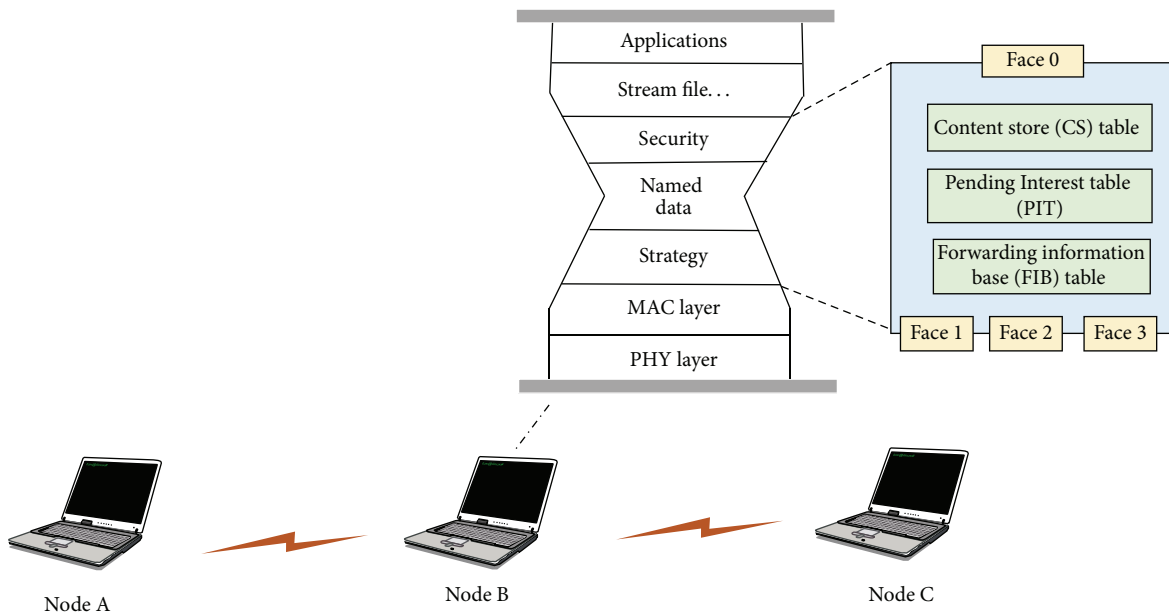 Applications
Stream file. . .
Security
Named
data
Strategy
MAC layer
PHY layer
Face 0
Content store (CS) table
Pending Interest table
(PIT)
Forwarding information
base (FIB) table
Face 1
Face 2
Face 3
Node A
Node B
Node C